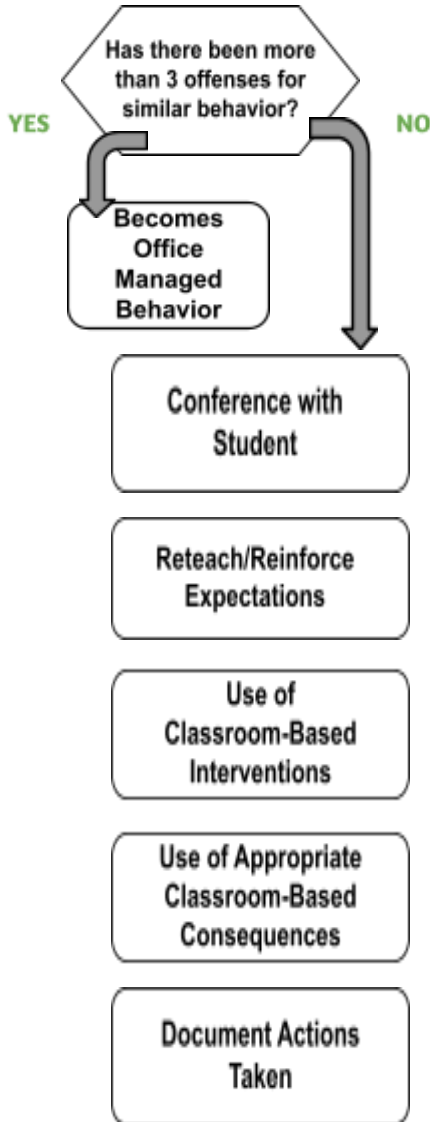 Has there been more
than 3 offenses for
similar behavior?
YES
NO
Becomes
Office
Managed
Behavior
Conference with
Student
Reteach/Reinforce
Expectations
Use of
Classroom-Based
Interventions
Use of Appropriate
Classroom-Based
Consequences
Document Actions
Taken